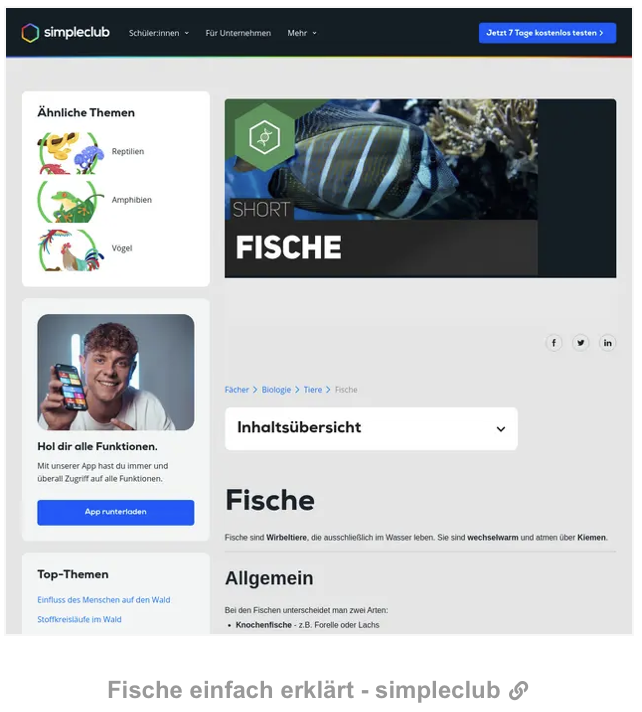 simpleclub
Schüler:innen
Für Unternehmen
Mehr
Jetzt 7 Tage kostenlos testen
Ähnliche Themen
Reptilien
Amphibien
Vögel
SHORT
FISCHE
Hol dir alle Funktionen.
Mit unserer App hast du immer und
überall Zugriff auf alle Funktionen.
App runterladen
Top-Themen
Einfluss des Menschen auf den Wald
Stoffkreisläufe im Wald
Fächer > Biologie > Tiere > Fische
Inhaltsübersicht
Fische
Fische sind Wirbeltiere, die ausschließlich im Wasser leben. Sie sind wechselwarm und atmen über Kiemen.
Allgemein
Bei den Fischen unterscheidet man zwei Arten:
• Knochenfische - z.B. Forelle oder Lachs
Fische einfach erklärt - simpleclub